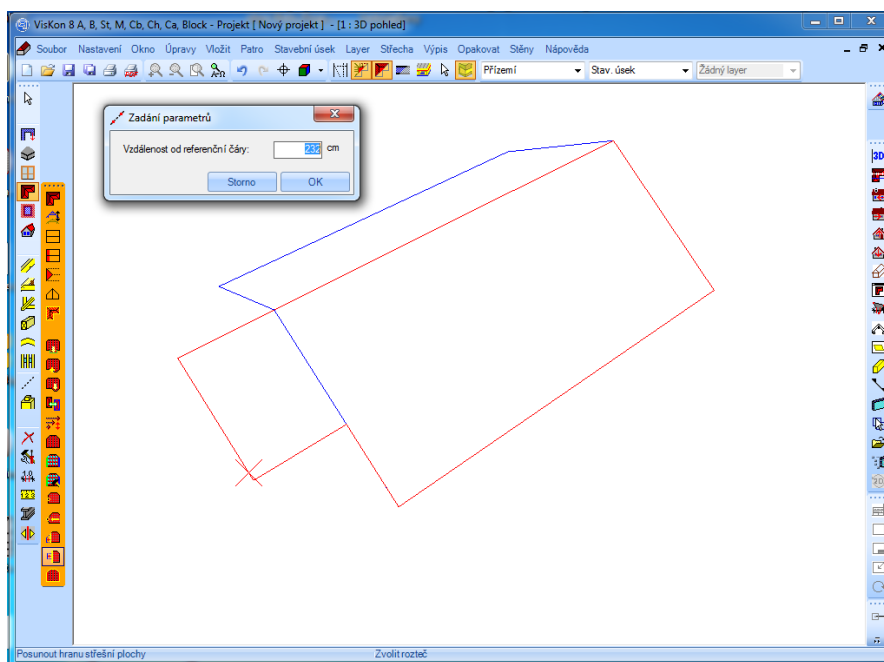 VisKon 8 A, B, St, M, Cb, Ch, Ca, Block - Projekt [ Nový projekt ] - [1 : 3D pohled]
Soubor Nastavení Okno Úpravy Vložit Patro Stavební úsek Layer Střecha Výpis Opakovat Stěny Nápověda
Přízemí Stav. úsek Žádný layer
Zadání parametrů
Vzdálenost od referenční čáry: 232 cm
Storno OK
3D
Posunout hranu střešní plochy Zvolit rozteč